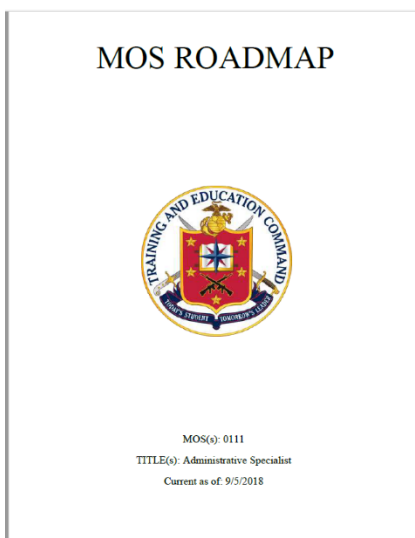 MOS ROADMAP
TRAINING AND EDUCATION COMMAND
TODAY'S STUDENT TOMORROW'S LEADER
MOS(s): 0111
TITLE(s): Administrative Specialist
Current as of: 9/5/2018